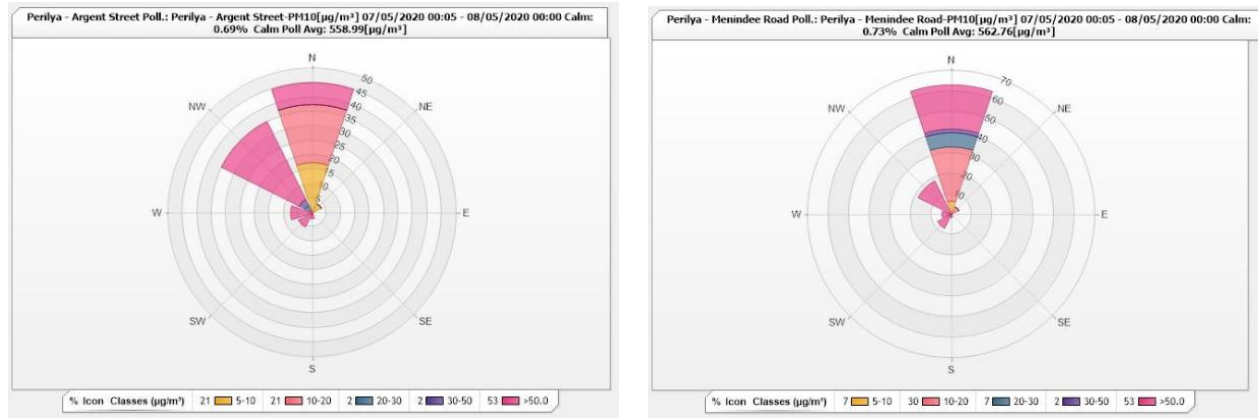 Perilya - Argent Street Poll.: Perilya - Argent Street-PM10[µg/m³] 07/05/2020 00:05 - 08/05/2020 00:00 Calm:
0.69% Calm Poll Avg: 558.99[µg/m³]
N
50
45
40
35
30
25
20
15
10
5
NW
NE
W
E
SW
SE
S
% Icon Classes (µg/m³) 21 5-10 21 10-20 2 20-30 2 30-50 53 >50.0
Perilya - Menindee Road Poll.: Perilya - Menindee Road-PM10[µg/m³] 07/05/2020 00:05 - 08/05/2020 00:00 Calm:
0.73% Calm Poll Avg: 562.76[µg/m³]
N
70
60
50
40
30
20
10
NW
NE
W
E
SW
SE
S
% Icon Classes (µg/m³) 7 5-10 30 10-20 7 20-30 2 30-50 53 >50.0